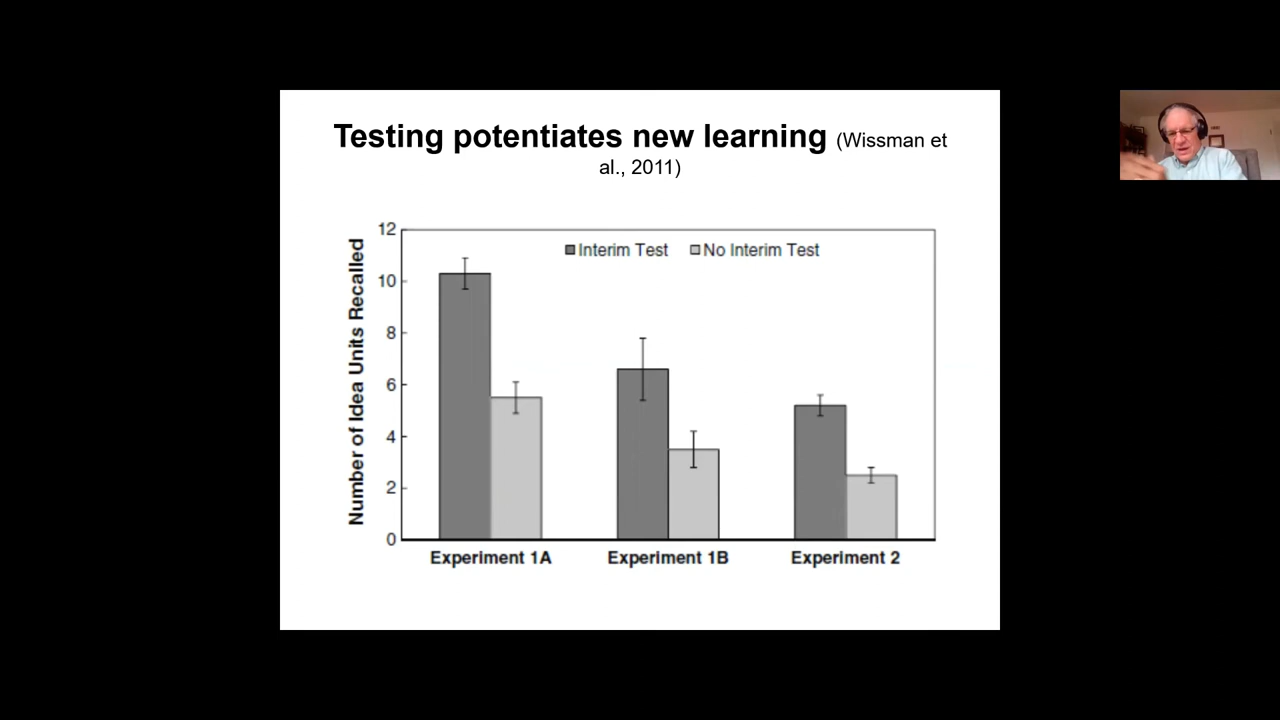 Testing potentiates new learning (Wissman et
al., 2011)
Number of Idea Units Recalled
12
10
8
6
4
2
0
Interim Test No Interim Test
Experiment 1A Experiment 1B Experiment 2